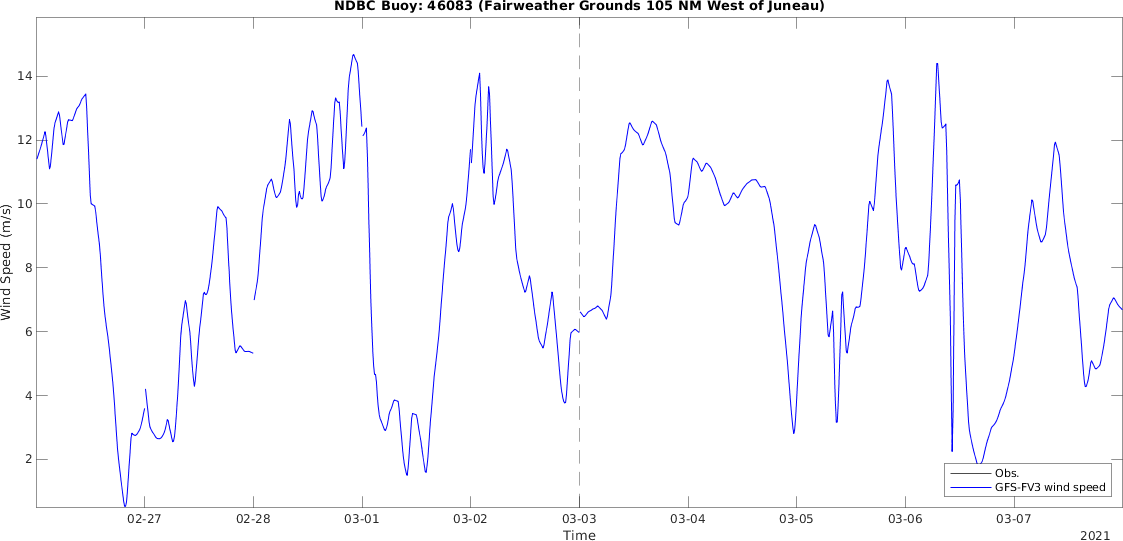 NDBC Buoy: 46083 (Fairweather Grounds 105 NM West of Juneau)
Wind Speed (m/s)
14
12
10
8
6
4
2
Obs.
GFS-FV3 wind speed
02-27 02-28 03-01 03-02 03-03 03-04 03-05 03-06 03-07
Time
2021